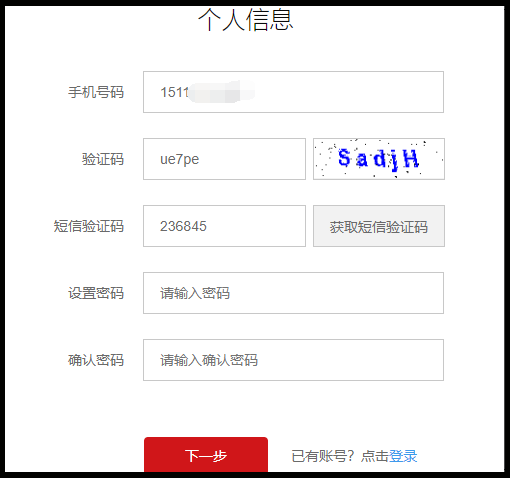 个人信息
手机号码 1511
验证码 ue7pe SadjH
短信验证码 236845 获取短信验证码
设置密码 请输入密码
确认密码 请输入确认密码
下一步 已有账号？点击登录